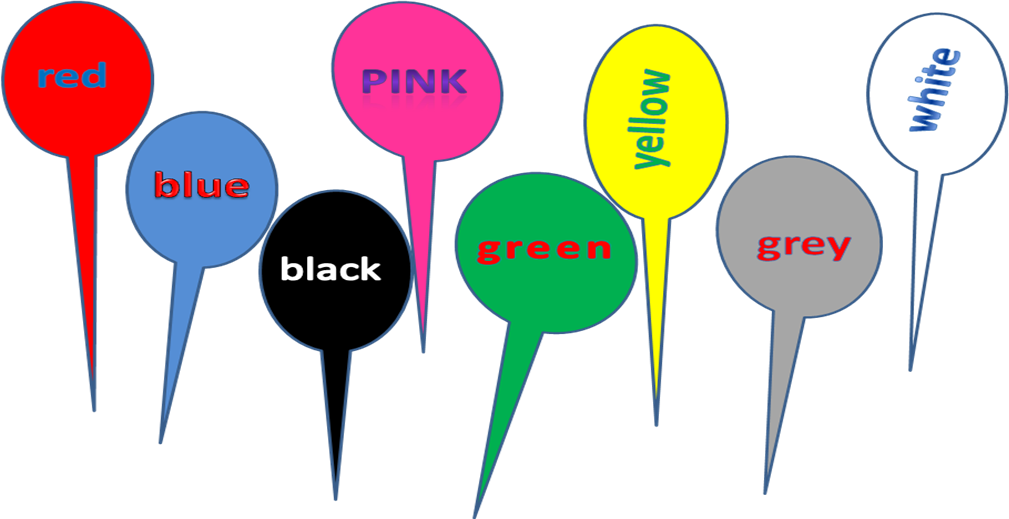 red
blue
black
PINK
green
yellow
grey
white